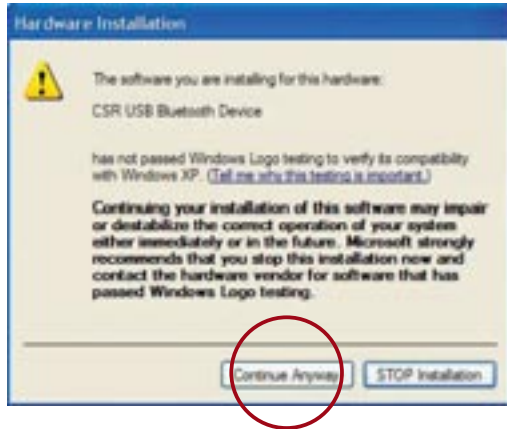 Hardware Installation
The software you are installing for this hardware:
CSR USB Bluetooth Device
has not passed Windows Logo testing to verify its compatibility
with Windows XP. (Tell me why this testing is important.)
Continuing your installation of this software may impair
or destabilize the correct operation of your system
either immediately or in the future. Microsoft strongly
recommends that you stop this installation now and
contact the hardware vendor for software that has
passed Windows Logo testing.
Continue Anyway
STOP Installation